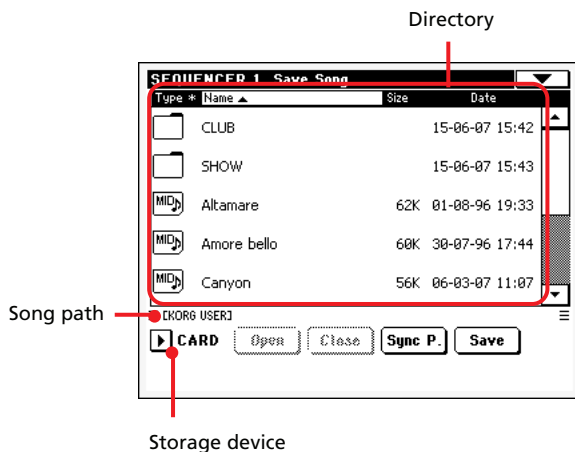 Directory
SEQUENCER 1 Save Song
Type * Name ▲ Size Date
CLUB 15-06-07 15:42
SHOW 15-06-07 15:43
MID Altamare 62K 01-08-96 19:33
MID Amore bello 60K 30-07-96 17:44
MID Canyon 56K 06-03-07 11:07
Song path
[KORG USER]
CARD Open Close Sync P. Save
Storage device